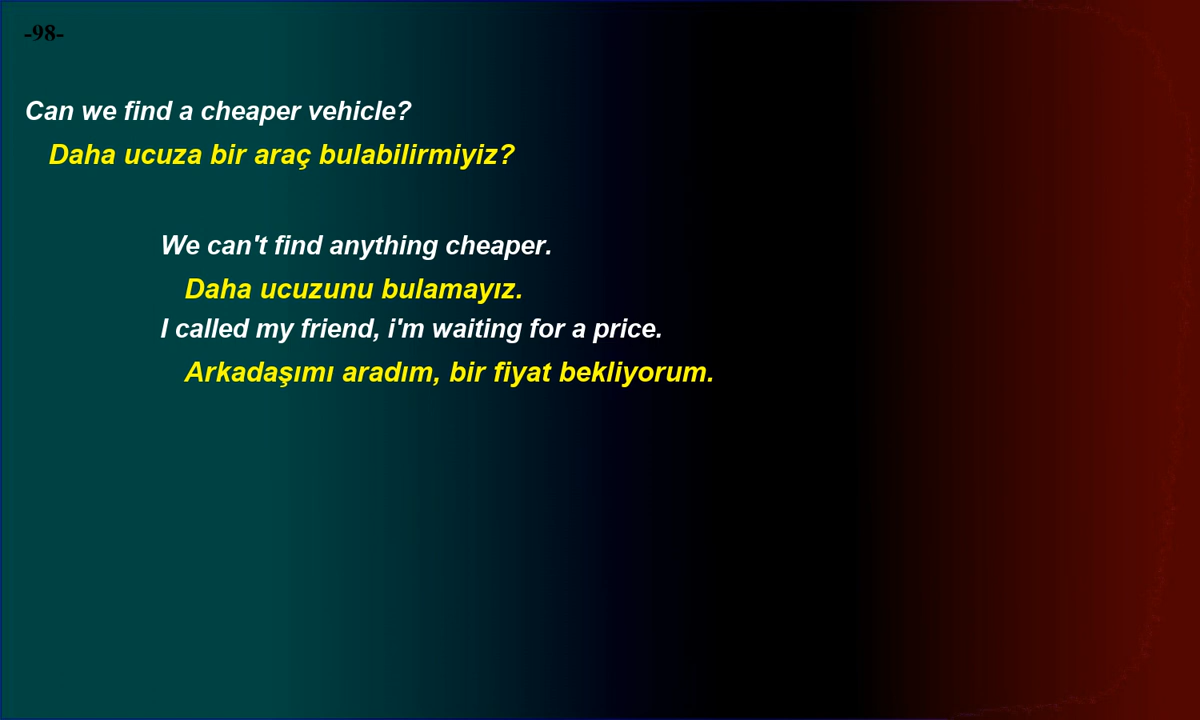 -98-
Can we find a cheaper vehicle?
Daha ucuza bir araç bulabilirmiyiz?
We can't find anything cheaper.
Daha ucuzunu bulamayız.
I called my friend, i'm waiting for a price.
Arkadaşımı aradım, bir fiyat bekliyorum.